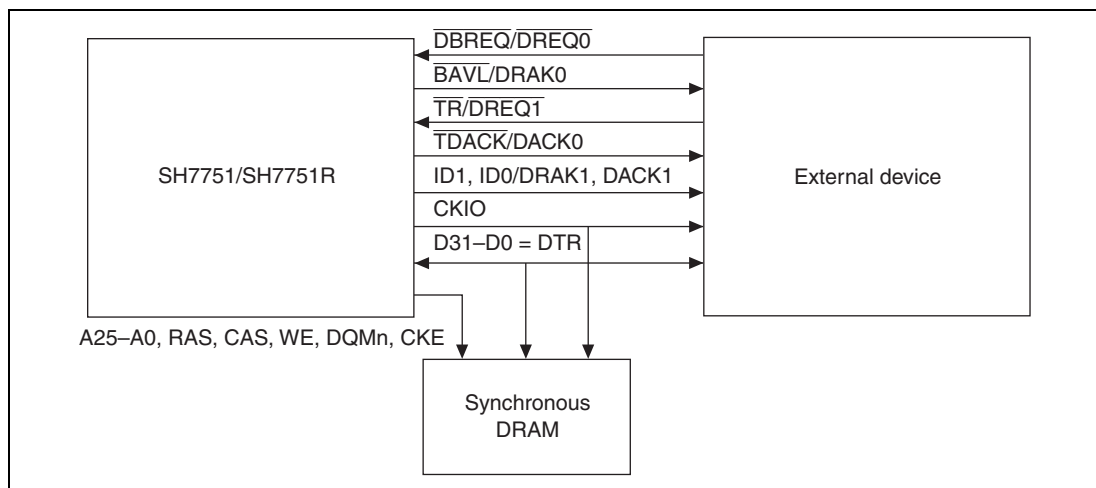 DBREQ/DREQ0
BAVL/DRAK0
TR/DREQ1
TDACK/DACK0
SH7751/SH7751R
ID1, ID0/DRAK1, DACK1
External device
CKIO
D31–D0 = DTR
A25–A0, RAS, CAS, WE, DQMn, CKE
Synchronous
DRAM